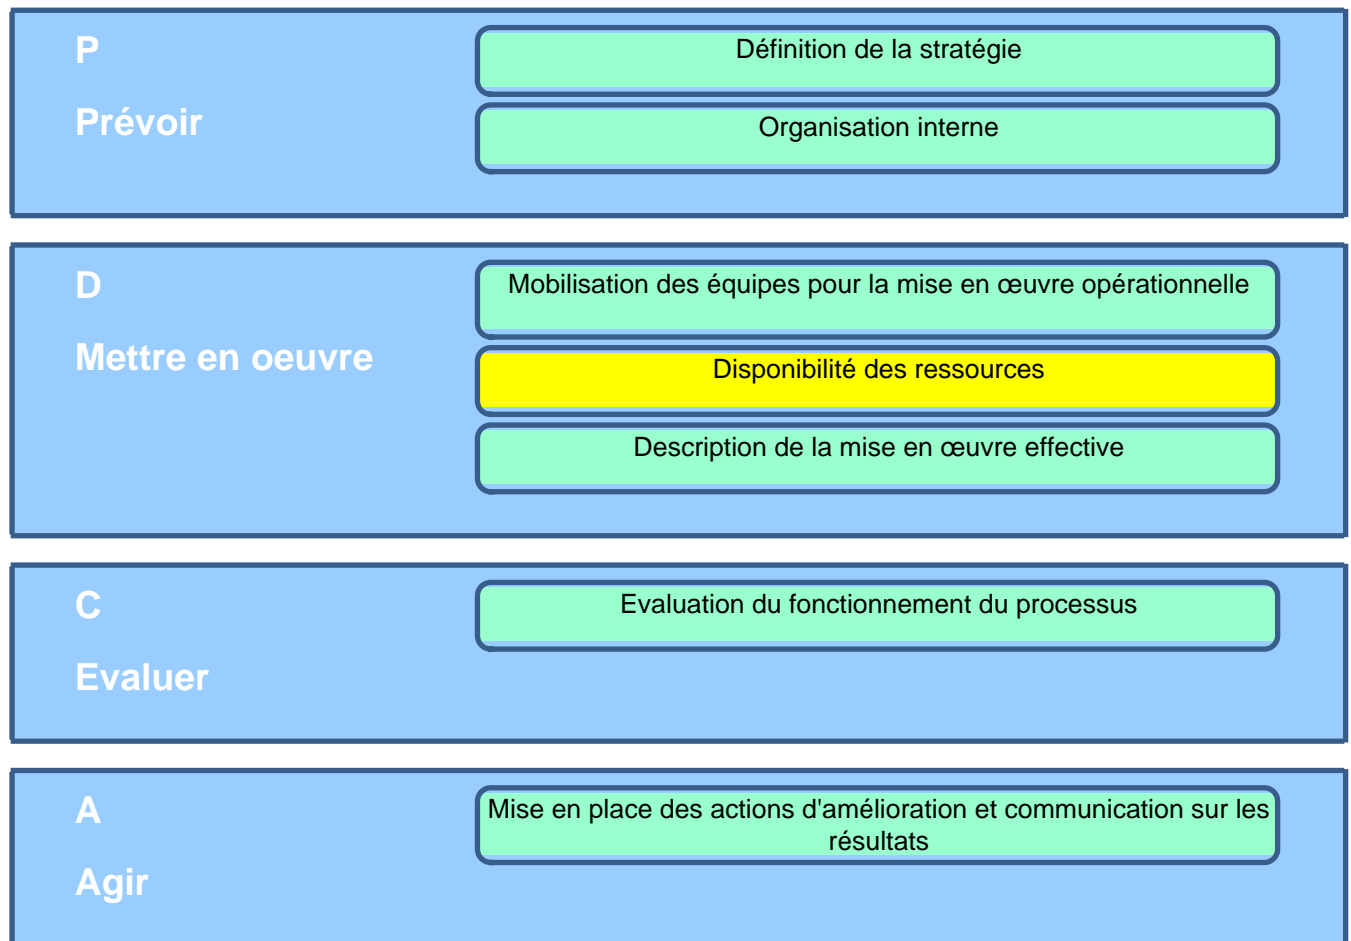 P
Prévoir
Définition de la stratégie
Organisation interne
D
Mettre en oeuvre
Mobilisation des équipes pour la mise en œuvre opérationnelle
Disponibilité des ressources
Description de la mise en œuvre effective
C
Evaluer
Evaluation du fonctionnement du processus
A
Agir
Mise en place des actions d'amélioration et communication sur les
résultats